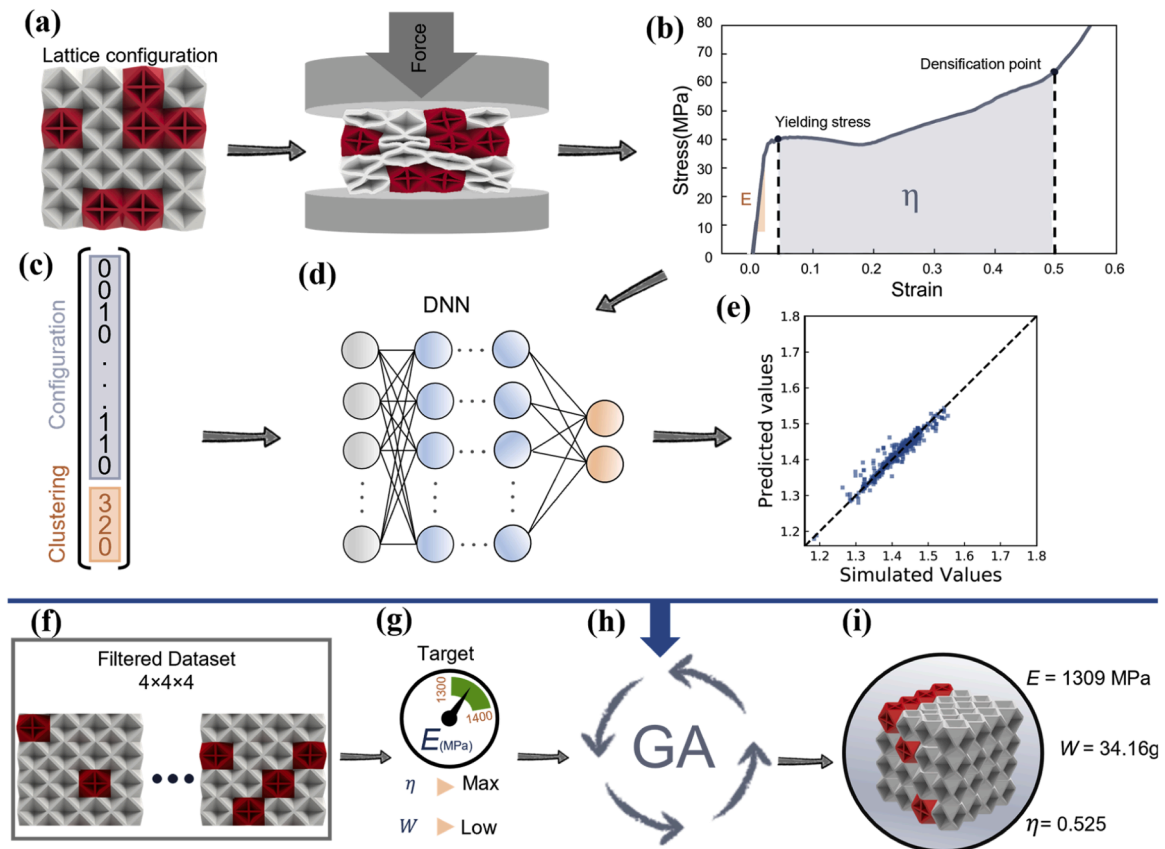 (a)
Lattice configuration
Force
(b)
Stress(MPa)
80
70
60
50
40
30
20
10
0
Densification point
Yielding stress
E
η
0.0
0.1
0.2
0.3
0.4
0.5
0.6
Strain
(c)
Configuration
Clustering
0
0
1
0
.
.
.
1
1
0
3
2
0
(d)
DNN
(e)
Predicted values
1.8
1.7
1.6
1.5
1.4
1.3
1.2
1.2
1.3
1.4
1.5
1.6
1.7
1.8
Simulated Values
(f)
Filtered Dataset
4×4×4
(g)
Target
1300
1400
E(MPa)
η Max
W Low
(h)
GA
(i)
E = 1309 MPa
W = 34.16g
η = 0.525